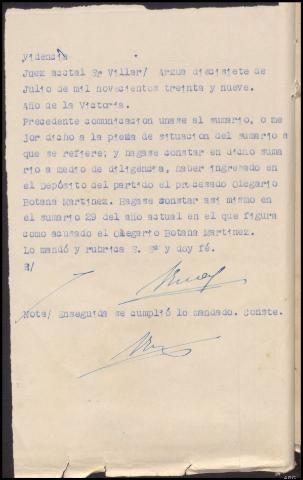 Videncia
Juez acctal Sr Villar/ Arzua diecisiete de
Julio de mil novecientos treinta y nueve.
Año de la Victoria.
Precedente comunicacion unase al sumario, o me
jor dicho a la pieza de situacion del sumario a
que se refiere; y hagase constar en dicho suma
rio a medio de diligencia, haber ingresado en
el Depósito del partido el procesado Olegario
Botana Martinez. Hagase constar asi mismo en
el sumario 29 del año actual en el que figura
como acusado el Olegario Botana Martinez.
Lo mandó y rubrica S. Sª y doy fé.
E/
Nota/ Enseguida se cumplió lo mandado. Conste.